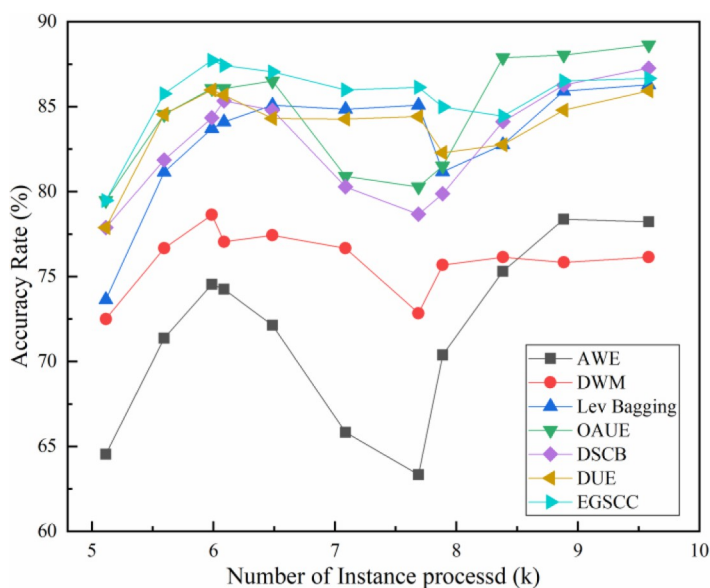 90
85
80
75
70
65
60
Accuracy Rate (%)
5
6
7
8
9
10
Number of Instance processd (k)
AWE
DWM
Lev Bagging
OAUE
DSCB
DUE
EGSCC